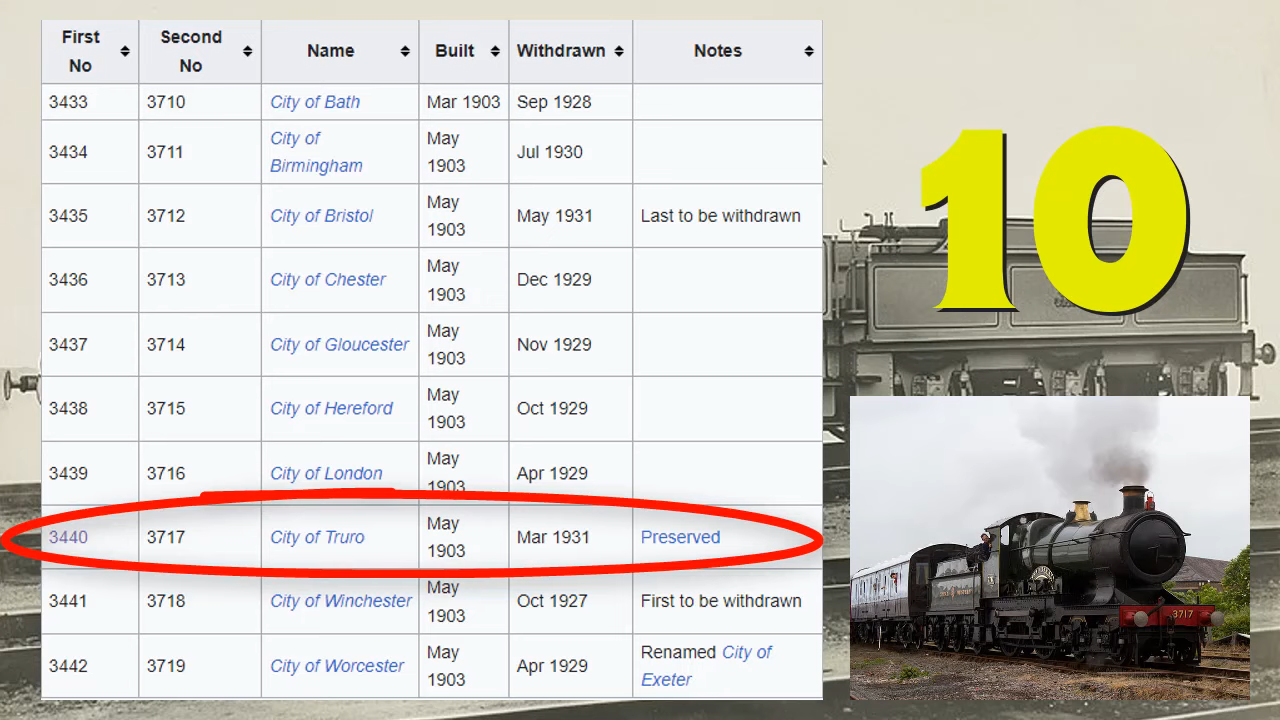 First No Second No Name Built Withdrawn Notes
3433 3710 City of Bath Mar 1903 Sep 1928
3434 3711 City of Birmingham May 1903 Jul 1930
3435 3712 City of Bristol May 1903 May 1931 Last to be withdrawn
3436 3713 City of Chester May 1903 Dec 1929
3437 3714 City of Gloucester May 1903 Nov 1929
3438 3715 City of Hereford May 1903 Oct 1929
3439 3716 City of London May 1903 Apr 1929
3440 3717 City of Truro May 1903 Mar 1931 Preserved
3441 3718 City of Winchester May 1903 Oct 1927 First to be withdrawn
3442 3719 City of Worcester May 1903 Apr 1929 Renamed City of Exeter
10
3717